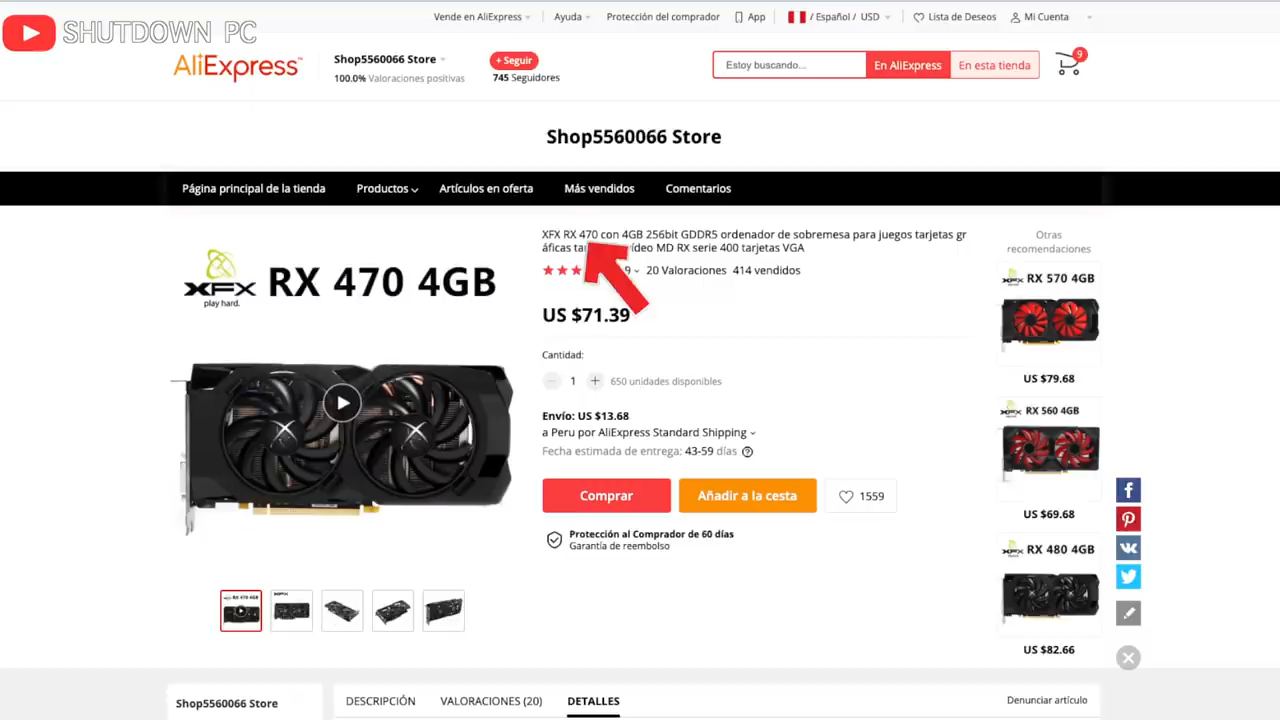 SHUTDOWN PC
Vende en AliExpress
Ayuda
Protección del comprador
App
/ Español / USD
Lista de Deseos
Mi Cuenta
AliExpress™
Shop5560066 Store
100.0% Valoraciones positivas
+ Seguir
745 Seguidores
Estoy buscando...
En AliExpress
En esta tienda
9
Shop5560066 Store
Página principal de la tienda
Productos
Artículos en oferta
Más vendidos
Comentarios
XFX
play hard.
RX 470 4GB
XFX RX 470 con 4GB 256bit GDDR5 ordenador de sobremesa para juegos tarjetas gr
áficas ídeo MD RX serie 400 tarjetas VGA
9 20 Valoraciones 414 vendidos
US $71.39
Cantidad:
1 + 650 unidades disponibles
Envío: US $13.68
a Peru por AliExpress Standard Shipping
Fecha estimada de entrega: 43-59 días
Comprar
Añadir a la cesta
1559
Protección al Comprador de 60 días
Garantía de reembolso
Otras
recomendaciones
XFX RX 570 4GB
US $79.68
XFX RX 560 4GB
US $69.68
XFX RX 480 4GB
US $82.66
Shop5560066 Store
DESCRIPCIÓN
VALORACIONES (20)
DETALLES
Denunciar artículo